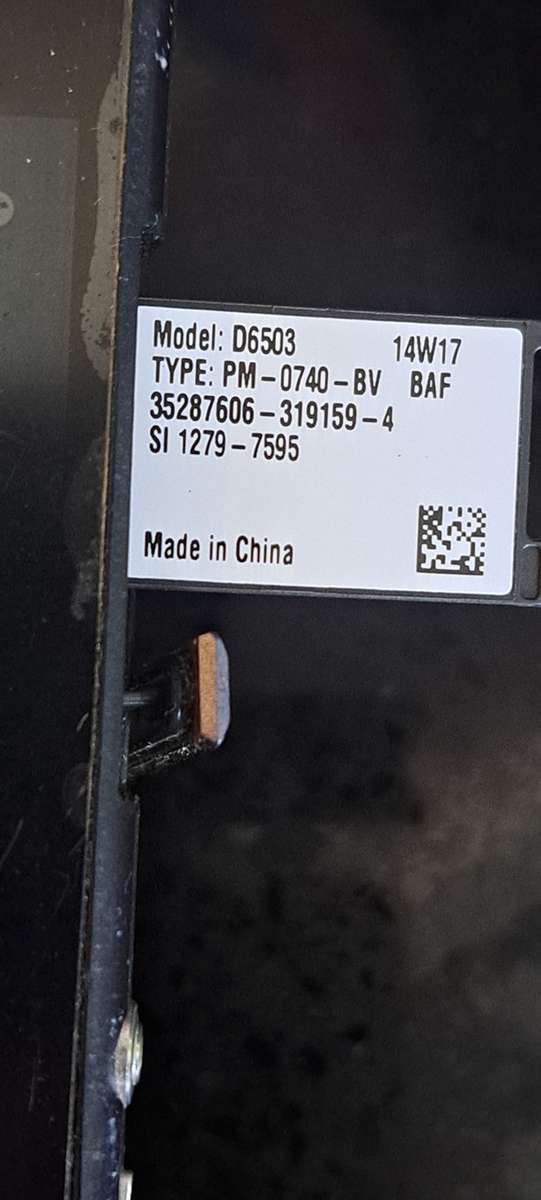 Model: D6503 14W17
TYPE: PM-0740-BV BAF
35287606-319159-4
SI 1279-7595
Made in China